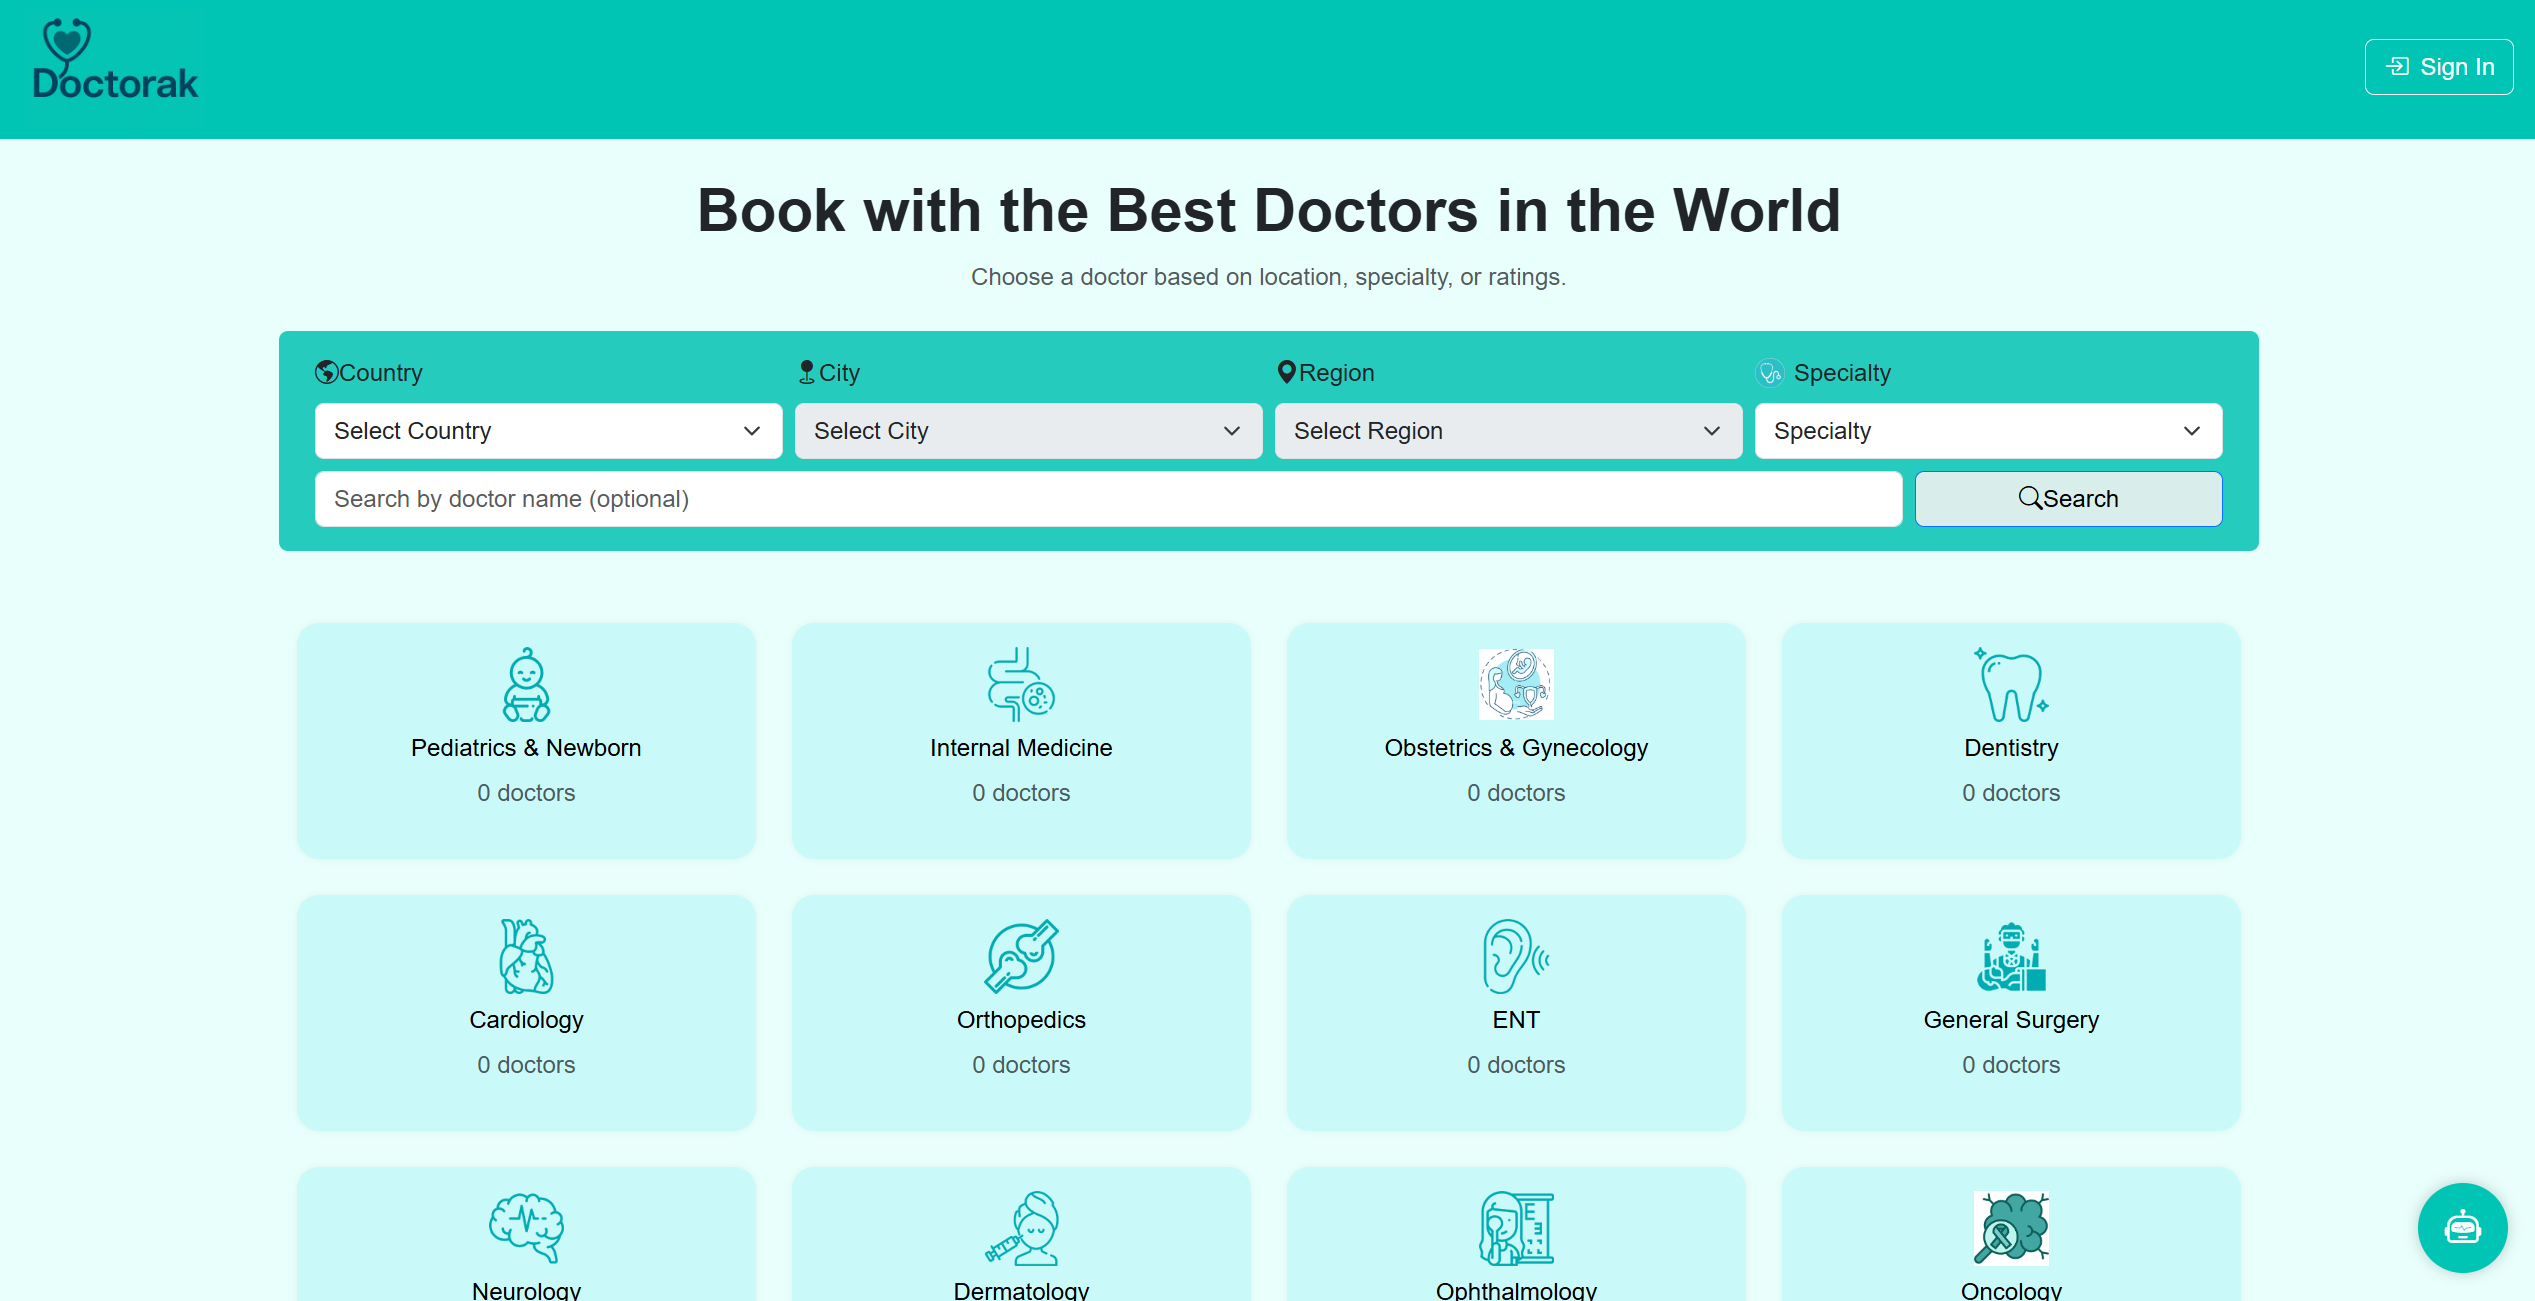 Doctorak
Sign In
Book with the Best Doctors in the World
Choose a doctor based on location, specialty, or ratings.
Country
City
Region
Specialty
Select Country
Select City
Select Region
Specialty
Search by doctor name (optional)
Search
Pediatrics & Newborn
0 doctors
Internal Medicine
0 doctors
Obstetrics & Gynecology
0 doctors
Dentistry
0 doctors
Cardiology
0 doctors
Orthopedics
0 doctors
ENT
0 doctors
General Surgery
0 doctors
Neurology
Dermatology
Ophthalmology
Oncology